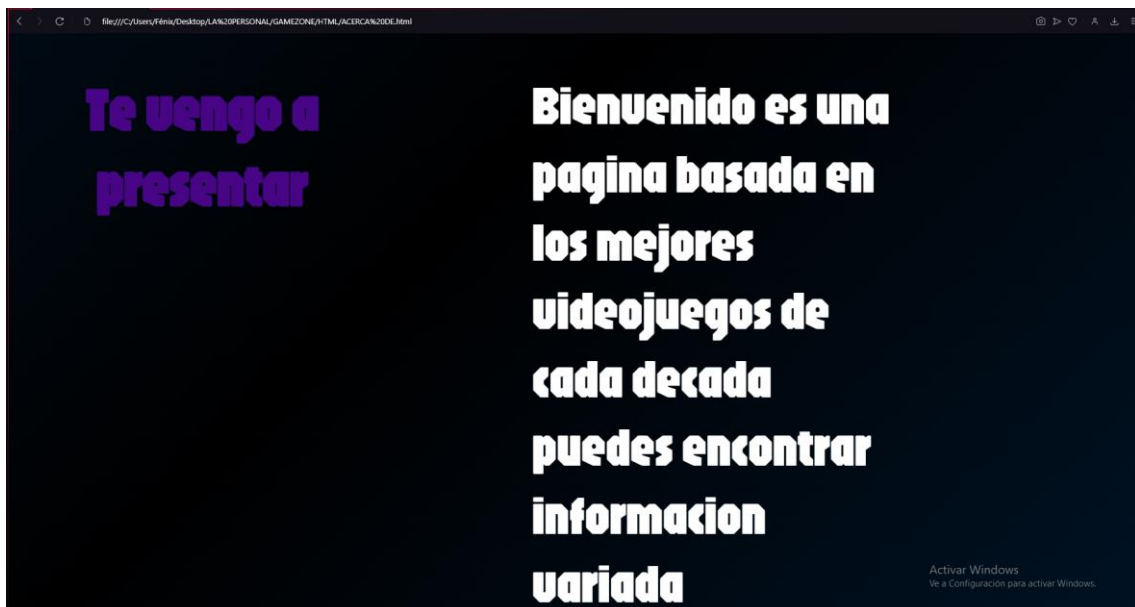 file:///C:/Users/Fénix/Desktop/LA%20PERSONAL/GAMEZONE/HTML/ACERCA%20DE.html
Te vengo a
presentar
Bienvenido es una
pagina basada en
los mejores
videojuegos de
cada decada
puedes encontrar
informacion
variada
Activar Windows
Ve a Configuración para activar Windows.